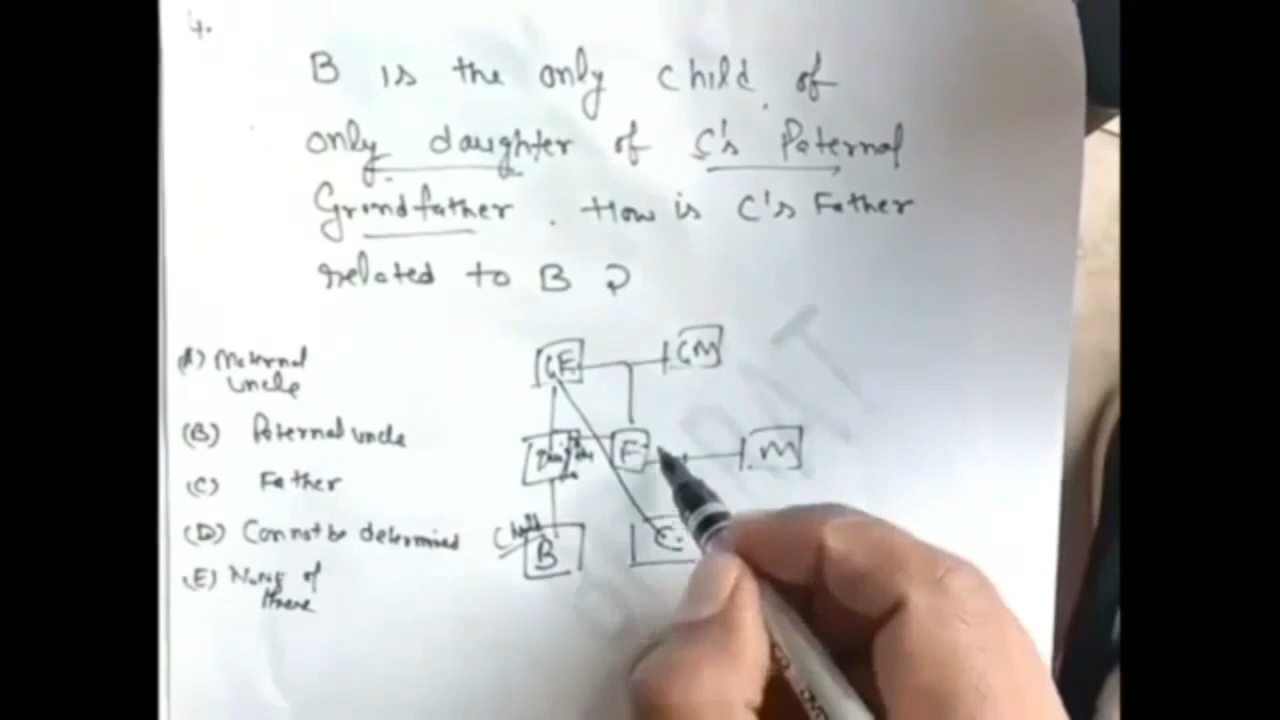 4.
B is the only child of
only daughter of C's Paternal
Grandfather. How is C's Father
related to B ?
(A) Maternal
uncle
(B) Paternal uncle
(C) Father
(D) Cannot be determined
(E) None of
these
GF GM
F M
Child
B C